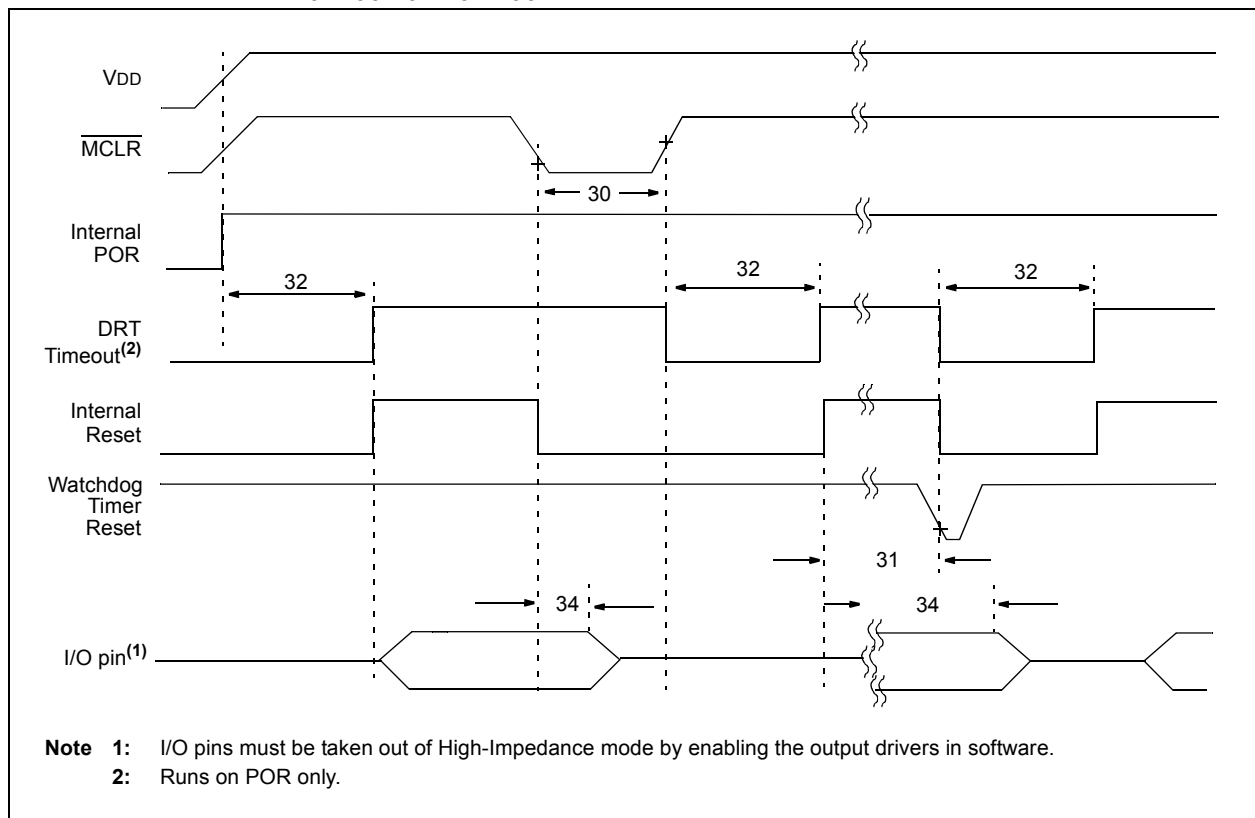 VDD
MCLR
30
Internal
POR
32
32
32
DRT
Timeout(2)
Internal
Reset
Watchdog
Timer
Reset
31
34
34
I/O pin(1)
Note 1: I/O pins must be taken out of High-Impedance mode by enabling the output drivers in software.
2: Runs on POR only.